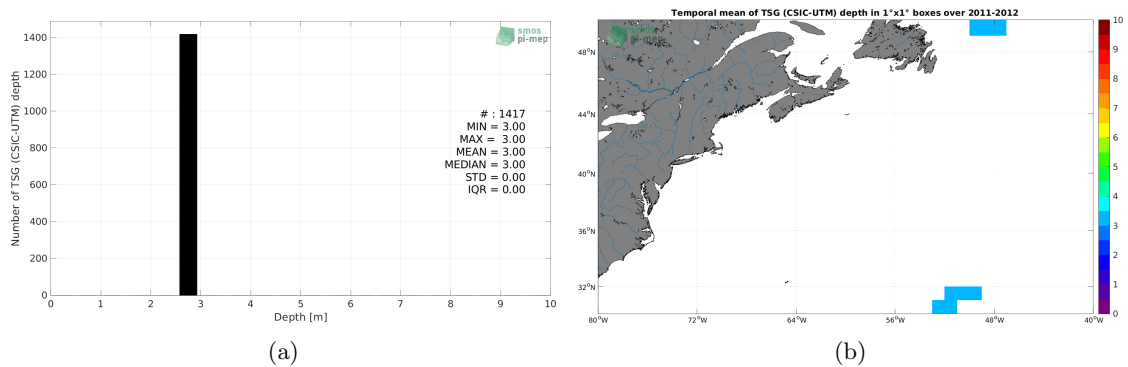 Temporal mean of TSG (CSIC-UTM) depth in 1°x1° boxes over 2011-2012
smos
pi-mep
# : 1417
MIN = 3.00
MAX = 3.00
MEAN = 3.00
MEDIAN = 3.00
STD = 0.00
IQR = 0.00
Number of TSG (CSIC-UTM) depth
1400
1200
1000
800
600
400
200
0
0 1 2 3 4 5 6 7 8 9 10
Depth [m]
(a)
smos
pi-mep
48°N
44°N
40°N
36°N
32°N
80°W 72°W 64°W 56°W 48°W 40°W
10
9
8
7
6
5
4
3
2
1
0
(b)